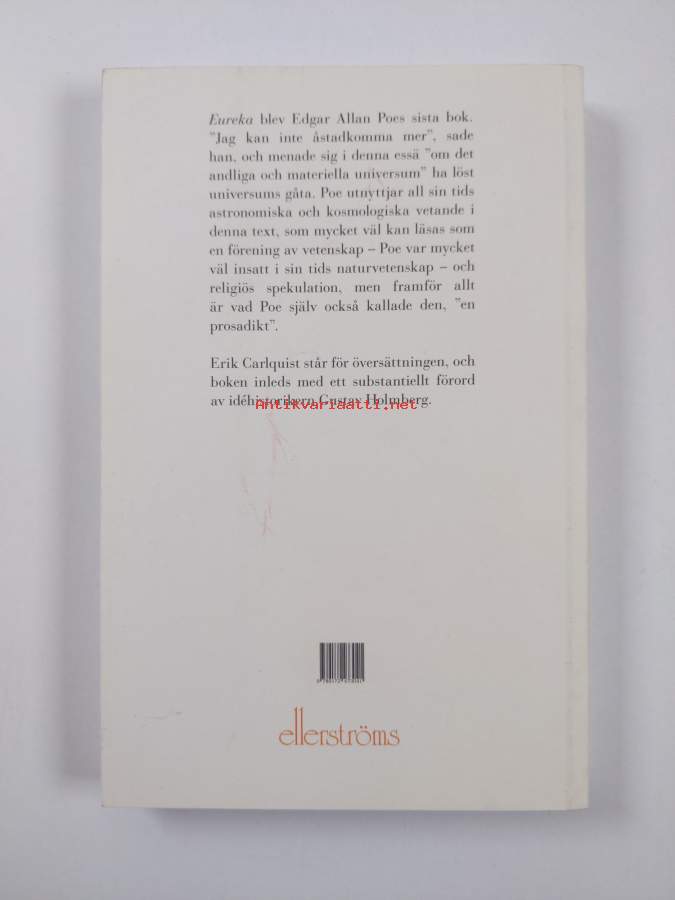 Eureka blev Edgar Allan Poes sista bok.
"Jag kan inte åstadkomma mer", sade
han, och menade sig i denna essä "om det
andliga och materiella universum" ha löst
universums gåta. Poe utnyttjar all sin tids
astronomiska och kosmologiska vetande i
denna text, som mycket väl kan läsas som
en förening av vetenskap – Poe var mycket
väl insatt i sin tids naturvetenskap – och
religiös spekulation, men framför allt
är vad Poe själv också kallade den, "en
prosadikt".
Erik Carlquist står för översättningen, och
boken inleds med ett substantiellt förord
av idéhistorikern Gustav Holmberg.
Antikvariaatti.net
ellerströms